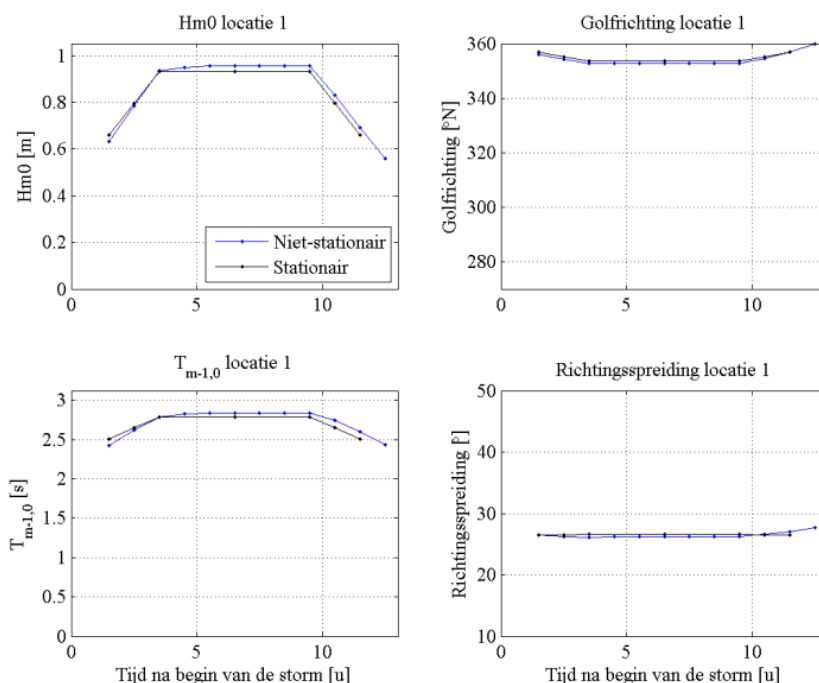 Hm0 locatie 1
Hm0 [m]
1
0.8
0.6
0.4
0.2
0
0
5
10
Niet-stationair
Stationair
Golfrichting locatie 1
Golfrichting [°N]
360
340
320
300
280
0
5
10
T_m-1,0 locatie 1
T_m-1,0 [s]
3
2.5
2
1.5
1
0.5
0
0
5
10
Tijd na begin van de storm [u]
Richtingsspreiding locatie 1
Richtingsspreiding [°]
50
40
30
20
10
0
5
10
Tijd na begin van de storm [u]